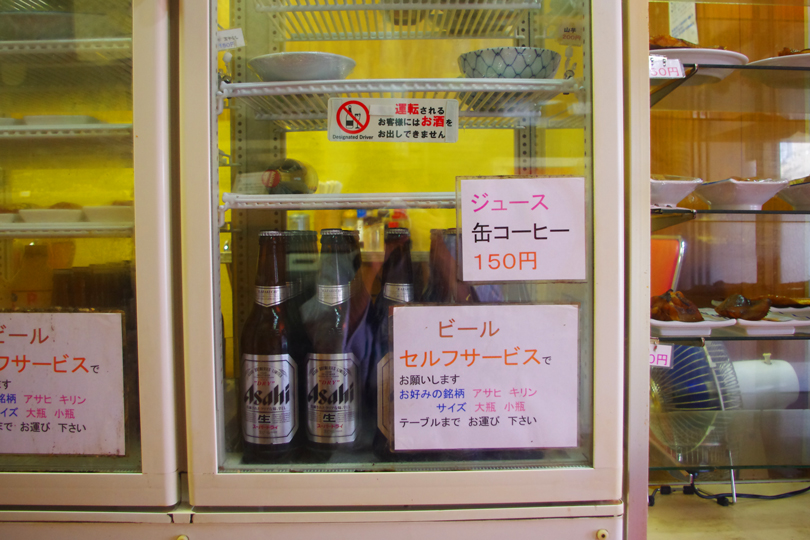 運転される
お客様にはお酒を
お出しできません
Designated Driver
ジュース
缶コーヒー
150円
ビール
セルフサービスで
お願いします
お好みの銘柄 アサヒ キリン
サイズ 大瓶 小瓶
テーブルまで お運び 下さい
Asahi
生
Asahi
生
ビール
フサービスで
ます
銘柄 アサヒ キリン
イズ 大瓶 小瓶
まで お運び 下さい
50円
0円